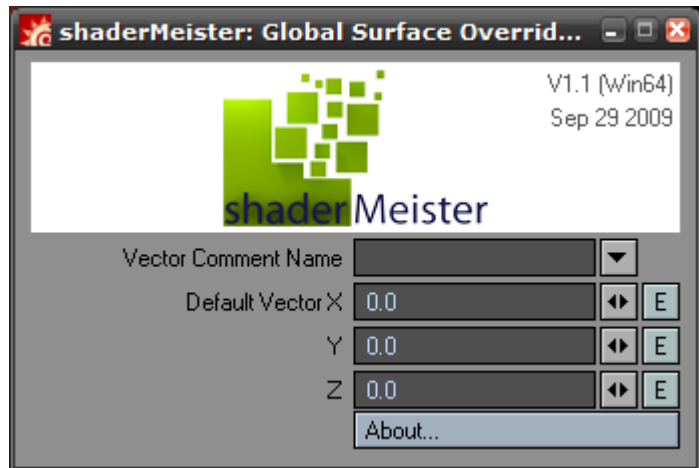 shaderMeister: Global Surface Overrid...
V1.1 (Win64)
Sep 29 2009
shaderMeister
Vector Comment Name
Default Vector X 0.0 E
Y 0.0 E
Z 0.0 E
About...